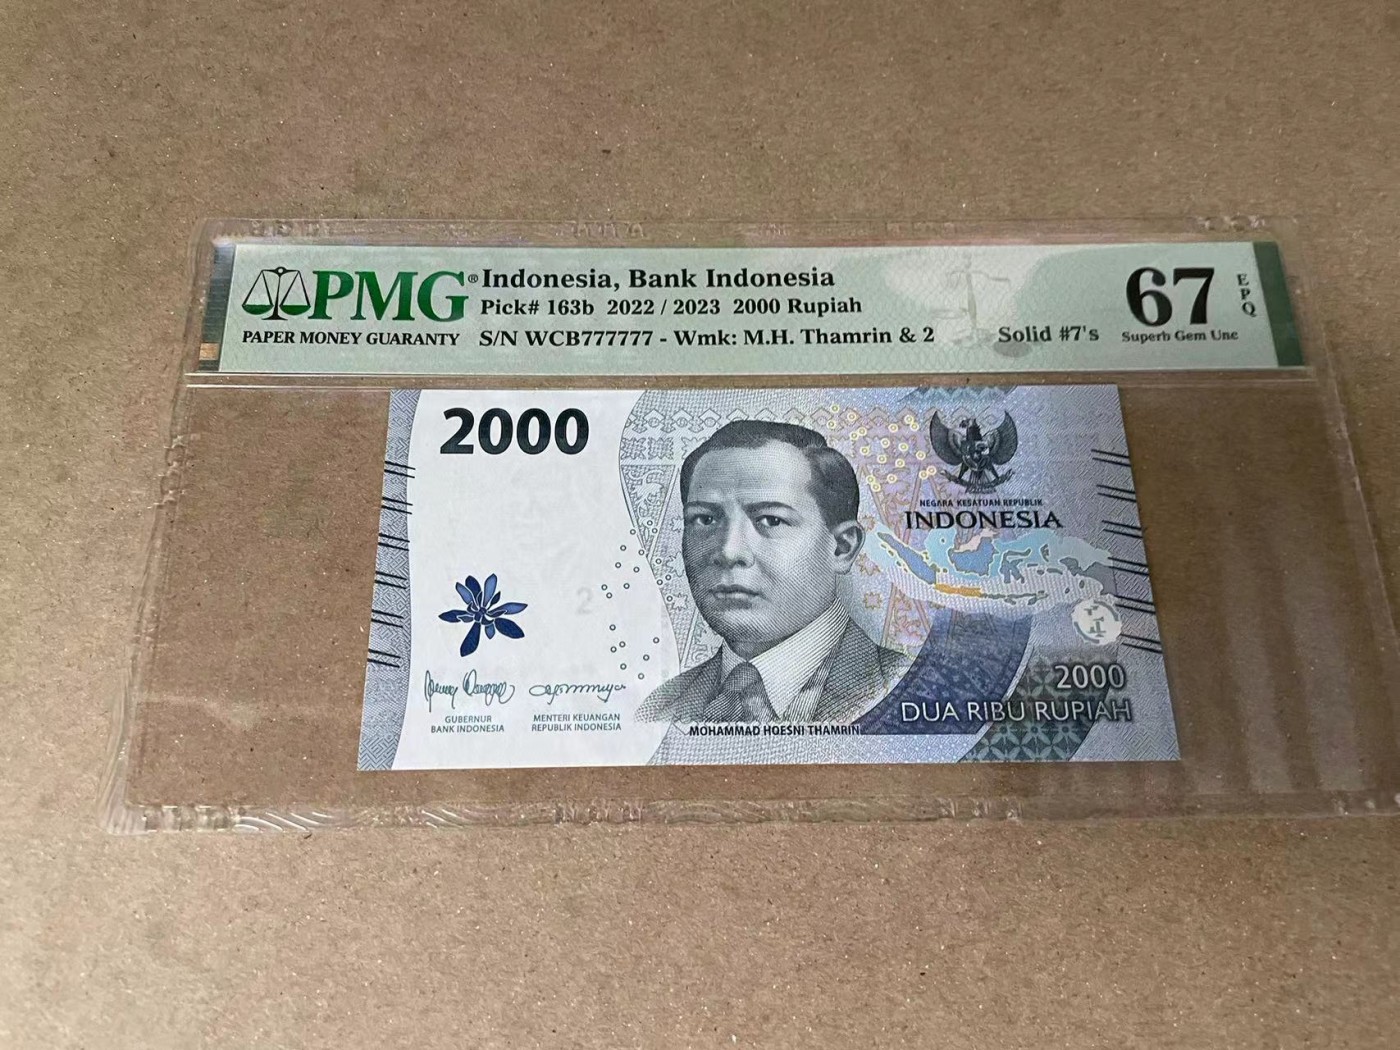 PMG®
PAPER MONEY GUARANTY
Indonesia, Bank Indonesia
Pick# 163b 2022 / 2023 2000 Rupiah
S/N WCB777777 - Wmk: M.H. Thamrin & 2
Solid #7's
67
EPQ
Superb Gem Unc
2000
NEGARA KESATUAN REPUBLIK
INDONESIA
2
GUBERNUR
BANK INDONESIA
MENTERI KEUANGAN
REPUBLIK INDONESIA
MOHAMMAD HOESNI THAMRIN
2000
DUA RIBU RUPIAH